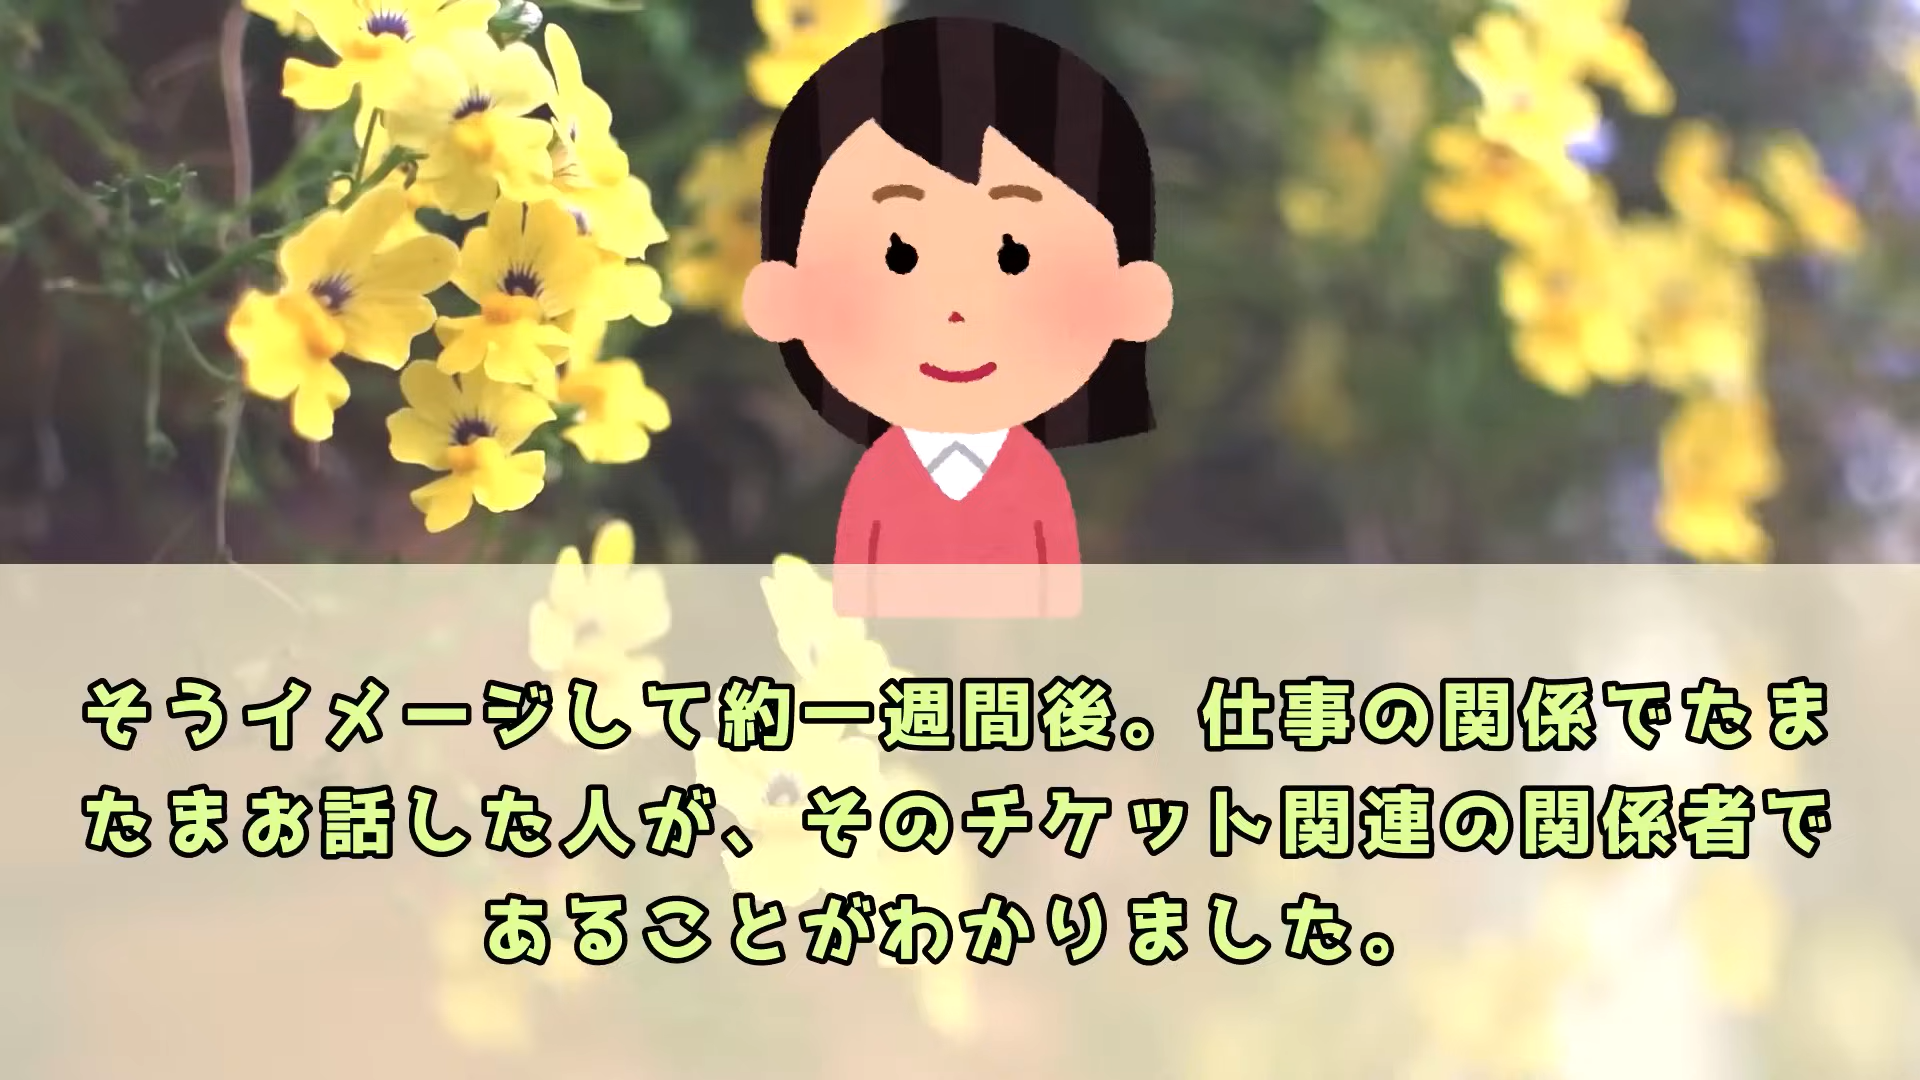 そうイメージして約一週間後。仕事の関係でたま
たまお話した人が、そのチケット関連の関係者で
あることがわかりました。